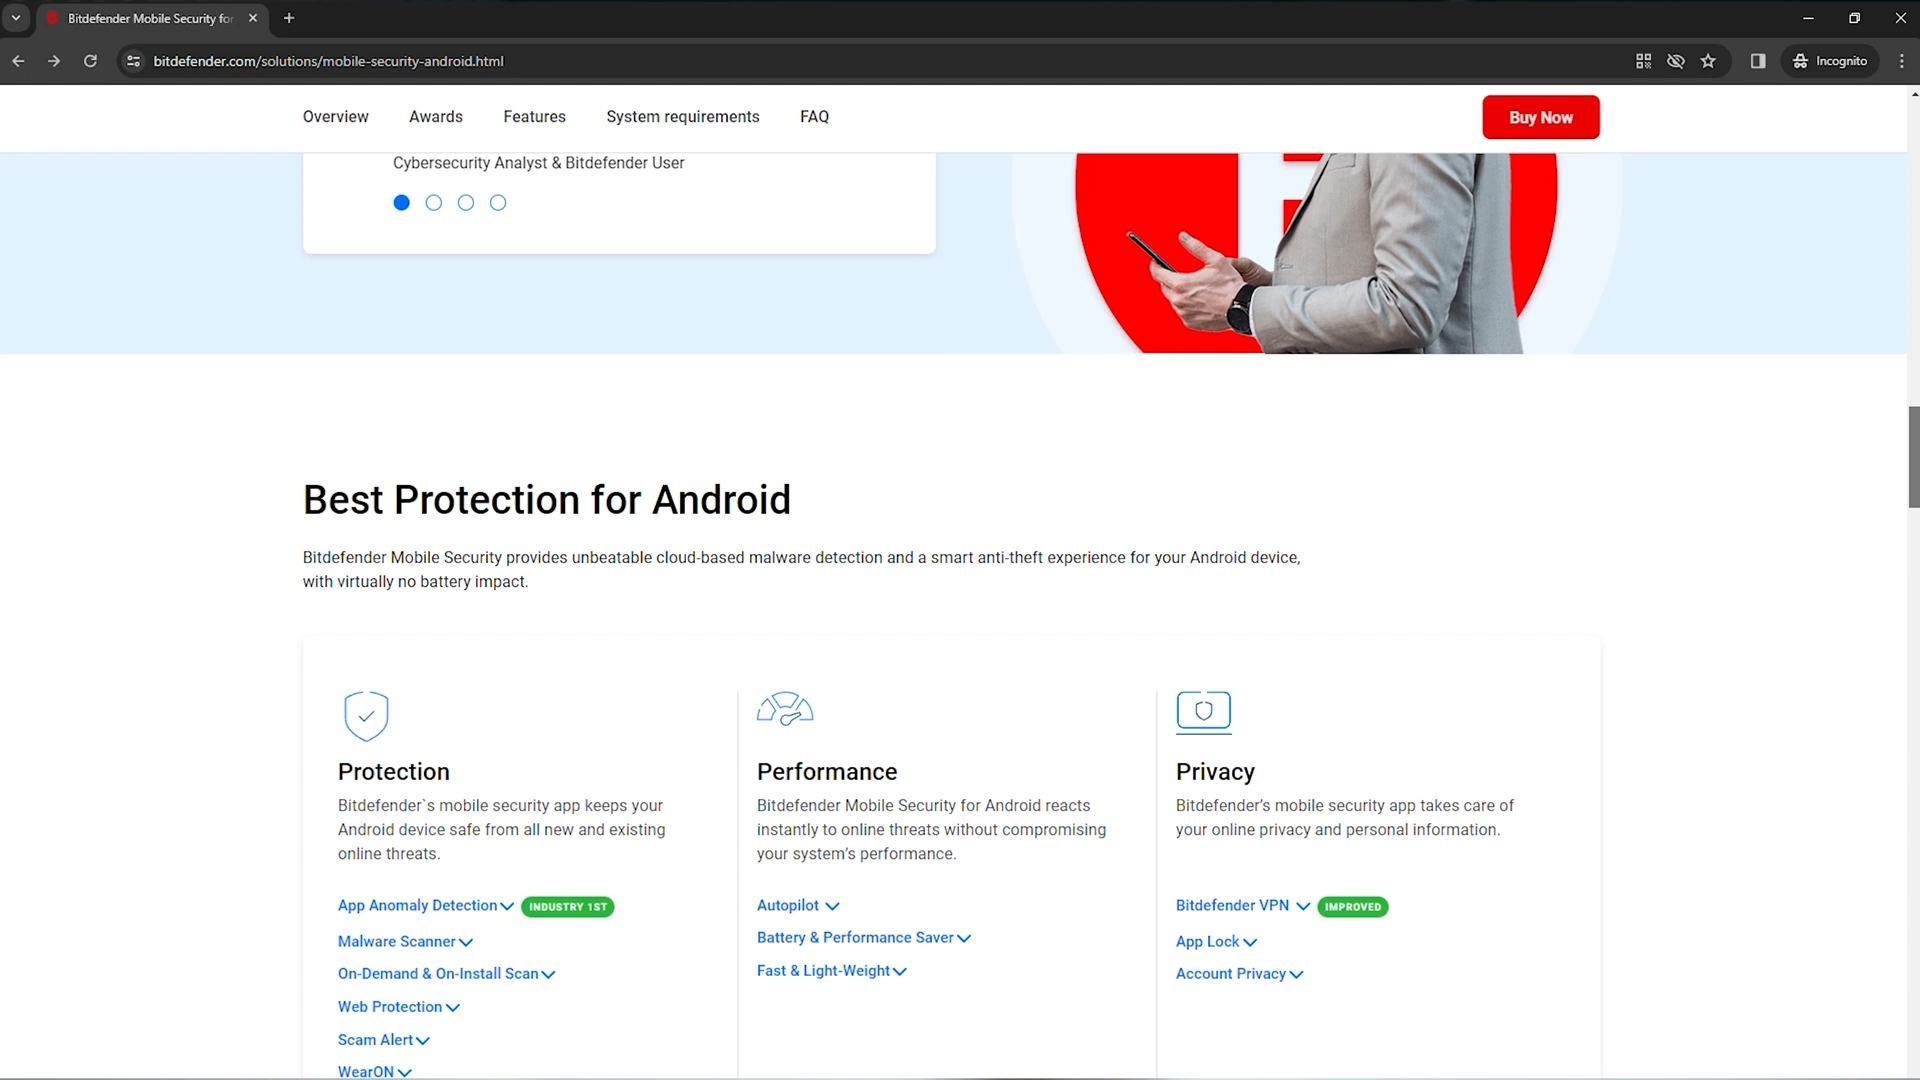 Bitdefender Mobile Security for
bitdefender.com/solutions/mobile-security-android.html
Incognito
Overview
Awards
Features
System requirements
FAQ
Buy Now
Cybersecurity Analyst & Bitdefender User
Best Protection for Android
Bitdefender Mobile Security provides unbeatable cloud-based malware detection and a smart anti-theft experience for your Android device,
with virtually no battery impact.
Protection
Bitdefender`s mobile security app keeps your
Android device safe from all new and existing
online threats.
App Anomaly Detection INDUSTRY 1ST
Malware Scanner
On-Demand & On-Install Scan
Web Protection
Scam Alert
WearON
Performance
Bitdefender Mobile Security for Android reacts
instantly to online threats without compromising
your system’s performance.
Autopilot
Battery & Performance Saver
Fast & Light-Weight
Privacy
Bitdefender’s mobile security app takes care of
your online privacy and personal information.
Bitdefender VPN IMPROVED
App Lock
Account Privacy